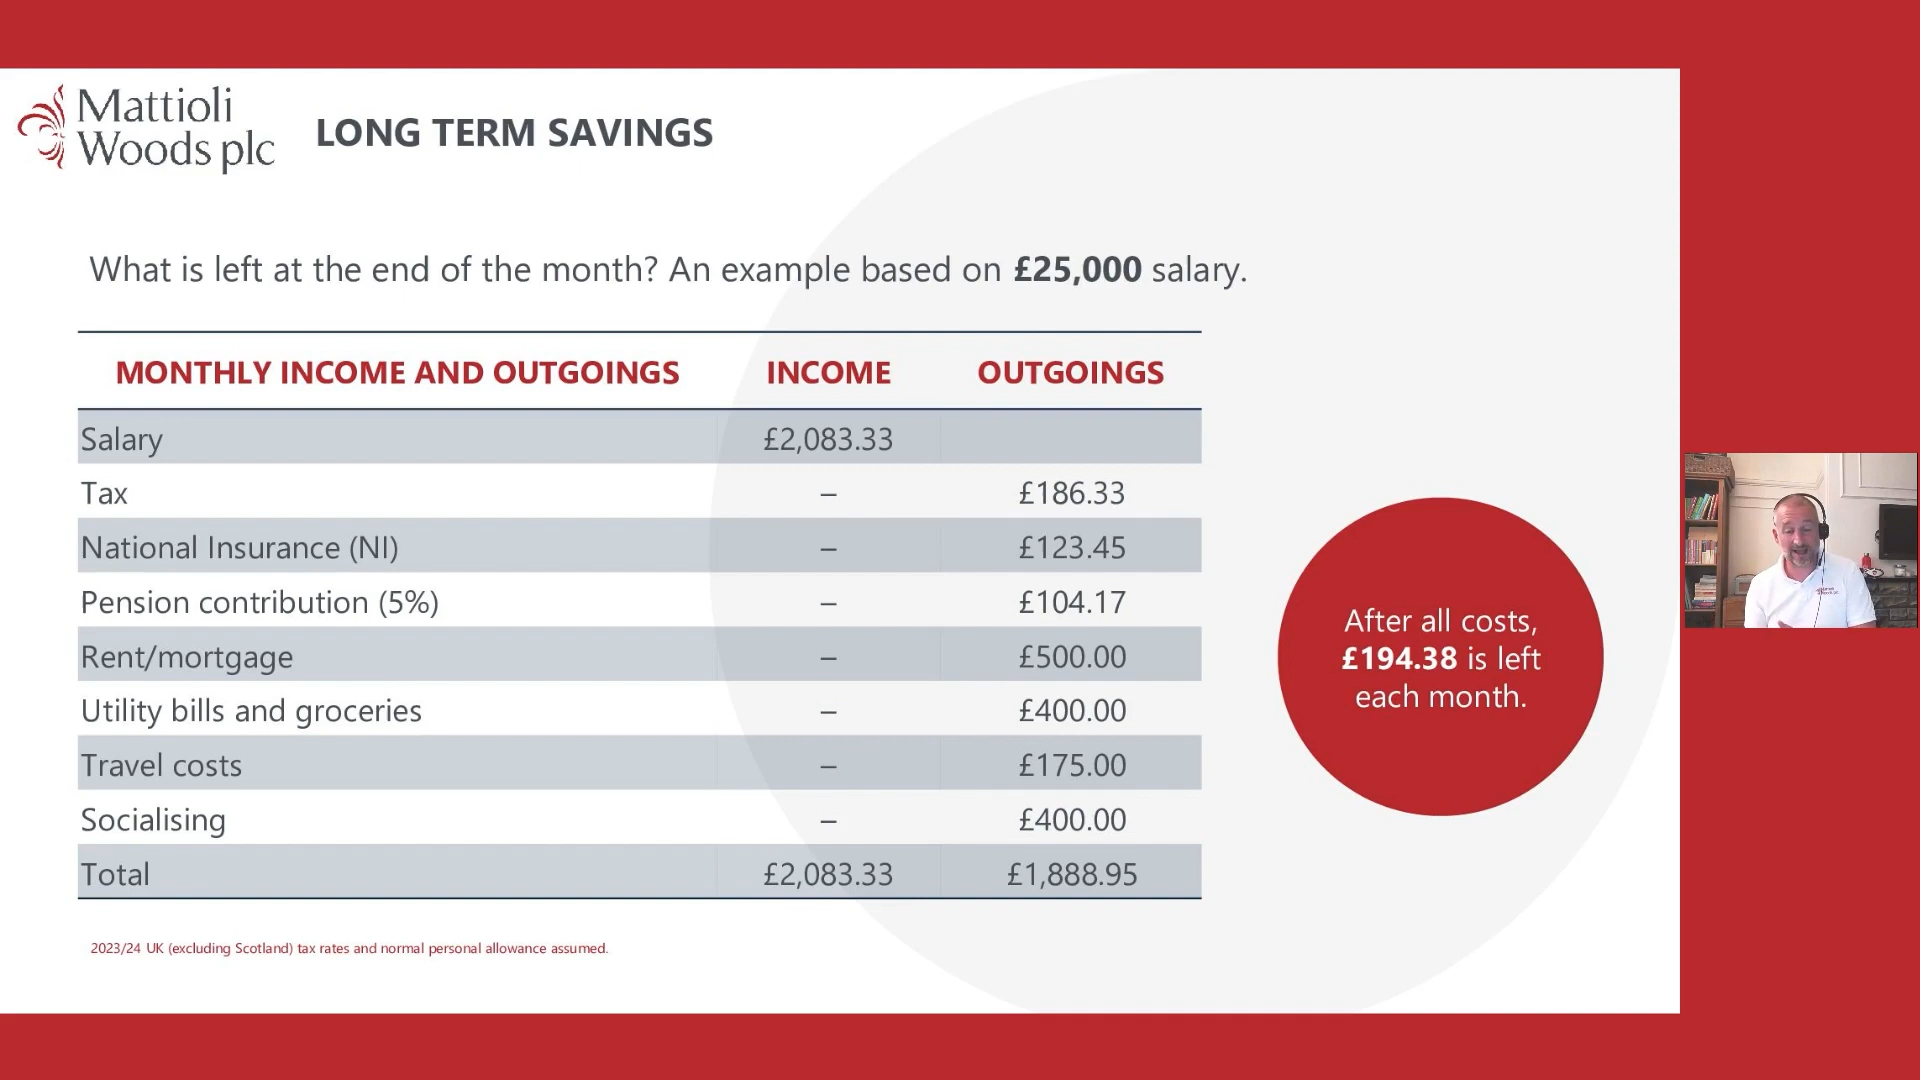 Mattioli
Woods plc
LONG TERM SAVINGS
What is left at the end of the month? An example based on £25,000 salary.
MONTHLY INCOME AND OUTGOINGS INCOME OUTGOINGS
Salary £2,083.33
Tax – £186.33
National Insurance (NI) – £123.45
Pension contribution (5%) – £104.17
Rent/mortgage – £500.00
Utility bills and groceries – £400.00
Travel costs – £175.00
Socialising – £400.00
Total £2,083.33 £1,888.95
After all costs,
£194.38 is left
each month.
2023/24 UK (excluding Scotland) tax rates and normal personal allowance assumed.